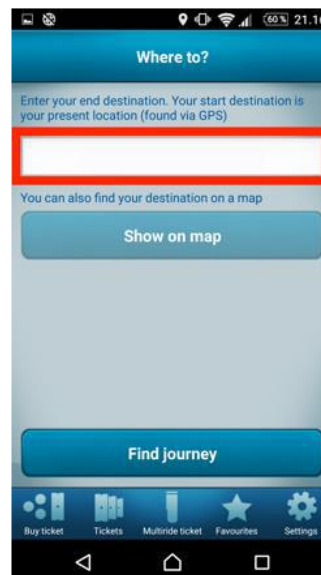 60% 21.16
Where to?
Enter your end destination. Your start destination is
your present location (found via GPS)
You can also find your destination on a map
Show on map
Find journey
Buy ticket Tickets Multiride ticket Favourites Settings